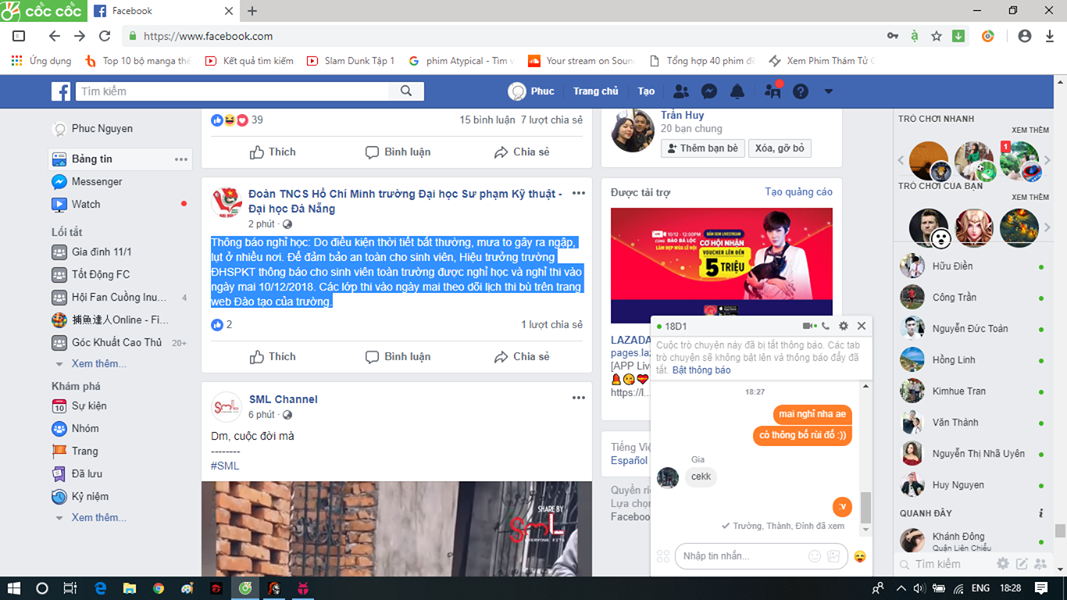 cốc cốc
Facebook
https://www.facebook.com
Ứng dụng
Top 10 bộ manga thể
Kết quả tìm kiếm
Slam Dunk Tập 1
phim Atypical - Tìm v
Your stream on Soun
Tổng hợp 40 phim đi
Xem Phim Thám Tử C
Tìm kiếm
Phuc
Trang chủ
Tạo
Phuc Nguyen
Bảng tin
Messenger
Watch
Lối tắt
Gia đình 11/1
Tết Động FC
Hội Fan Cuồng Inu... 4
捕魚達人Online - Fi...
Góc Khuất Cao Thủ 20+
Xem thêm...
Khám phá
Sự kiện
Nhóm
Trang
Đã lưu
Kỷ niệm
Xem thêm...
39
15 bình luận 7 lượt chia sẻ
Thích Bình luận Chia sẻ
Đoàn TNCS Hồ Chí Minh trường Đại học Sư phạm Kỹ thuật -
Đại học Đà Nẵng
2 phút ·
Thông báo nghỉ học: Do điều kiện thời tiết bất thường, mưa to gây ra ngập,
lụt ở nhiều nơi. Để đảm bảo an toàn cho sinh viên, Hiệu trưởng trường
ĐHSPKT thông báo cho sinh viên toàn trường được nghỉ học và nghỉ thi vào
ngày mai 10/12/2018. Các lớp thi vào ngày mai theo dõi lịch thi bù trên trang
web Đào tạo của trường.
2
1 lượt chia sẻ
Thích Bình luận Chia sẻ
SML Channel
6 phút ·
Dm, cuộc đời mà
--------
#SML
SHARE BY
SML
Trần Huy
20 bạn chung
Thêm bạn bè
Xóa, gỡ bỏ
Được tài trợ
Tạo quảng cáo
CƠ HỘI NHẬN
VOUCHER LÊN ĐẾN
5 TRIỆU
LAZADA
pages.laz
[APP Live
https://l...
Tiếng Việ
Español
Quyền riê
Lựa chọn
Facebook
18D1
Cuộc trò chuyện này đã bị tắt thông báo. Các tab
trò chuyện sẽ không bật lên và thông báo đẩy đã
tắt. Bật thông báo
18:27
mai nghỉ nha ae
cò thông bố rùi đố :))
Gia
cekk
:v
Trường, Thành, Đình đã xem
Nhập tin nhắn...
TRÒ CHƠI NHANH
XEM THÊM
1
TRÒ CHƠI CỦA BẠN
XEM THÊM
Hữu Điền
Công Trần
Nguyễn Đức Toàn
Hồng Linh
Kimhue Tran
Văn Thành
Nguyễn Thị Nhã Uyên
Huy Nguyen
QUANH ĐÂY
Khánh Đông
Quận Liên Chiểu
Tìm kiếm
ENG
18:28